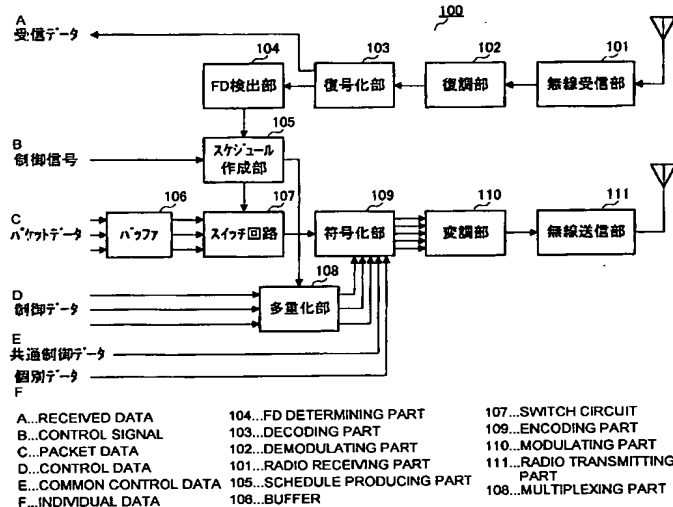 100
A
受信データ
104
103
102
101
FD検出部
復号化部
復調部
無線受信部
105
B
制御信号
スケジュール
作成部
106
107
109
110
111
C
パケットデータ
バッファ
スイッチ回路
符号化部
変調部
無線送信部
108
D
制御データ
多重化部
E
共通制御データ
個別データ
F
A...RECEIVED DATA
B...CONTROL SIGNAL
C...PACKET DATA
D...CONTROL DATA
E...COMMON CONTROL DATA
F...INDIVIDUAL DATA
104...FD DETERMINING PART
103...DECODING PART
102...DEMODULATING PART
101...RADIO RECEIVING PART
105...SCHEDULE PRODUCING PART
106...BUFFER
107...SWITCH CIRCUIT
109...ENCODING PART
110...MODULATING PART
111...RADIO TRANSMITTING
PART
108...MULTIPLEXING PART